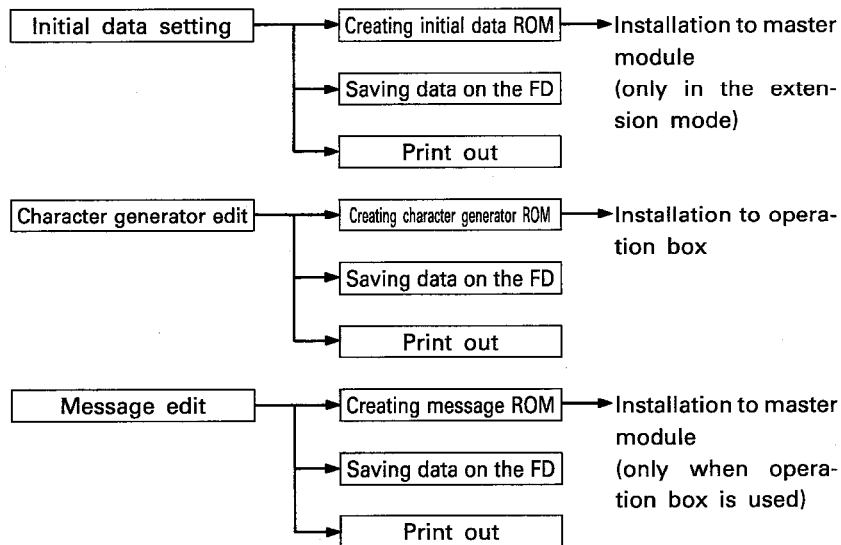 Initial data setting
Creating initial data ROM
Installation to master
module
(only in the exten-
sion mode)
Saving data on the FD
Print out
Character generator edit
Creating character generator ROM
Installation to opera-
tion box
Saving data on the FD
Print out
Message edit
Creating message ROM
Installation to master
module
(only when opera-
tion box is used)
Saving data on the FD
Print out